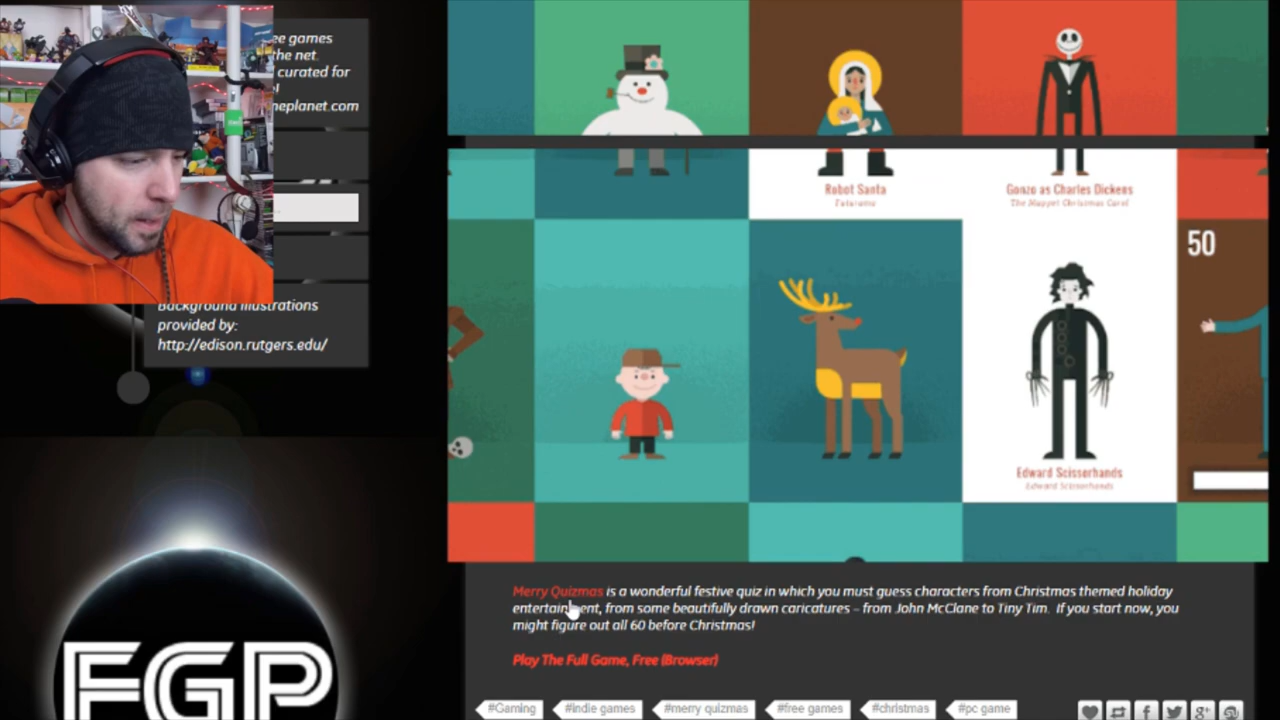 ee games
the net.
curated for
!
neplanet.com
Background Illustrations
provided by:
http://edison.rutgers.edu/
FGP
Robot Santa
Futurama
Gonzo as Charles Dickens
The Muppet Christmas Carol
50
Edward Scissorhands
Edward Scissorhands
Merry Quizmas is a wonderful festive quiz in which you must guess characters from Christmas themed holiday
entertainment, from some beautifully drawn caricatures – from John McClane to Tiny Tim. If you start now, you
might figure out all 60 before Christmas!
Play The Full Game, Free (Browser)
#Gaming #indie games #merry quizmas #free games #christmas #pc game